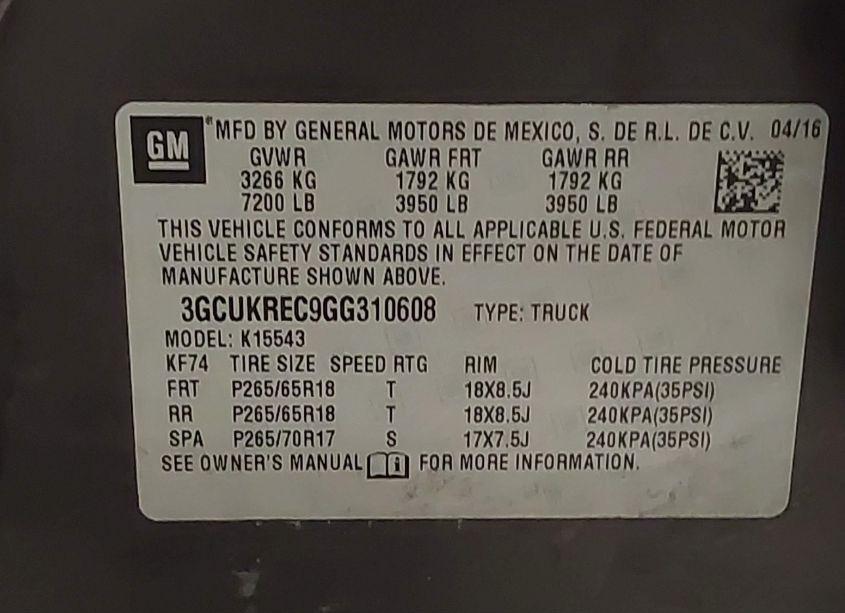 GM ® MFD BY GENERAL MOTORS DE MEXICO, S. DE R.L. DE C.V. 04/16
GVWR GAWR FRT GAWR RR
3266 KG 1792 KG 1792 KG
7200 LB 3950 LB 3950 LB
THIS VEHICLE CONFORMS TO ALL APPLICABLE U.S. FEDERAL MOTOR
VEHICLE SAFETY STANDARDS IN EFFECT ON THE DATE OF
MANUFACTURE SHOWN ABOVE.
3GCUKREC9GG310608 TYPE: TRUCK
MODEL: K15543
KF74 TIRE SIZE SPEED RTG RIM COLD TIRE PRESSURE
FRT P265/65R18 T 18X8.5J 240KPA(35PSI)
RR P265/65R18 T 18X8.5J 240KPA(35PSI)
SPA P265/70R17 S 17X7.5J 240KPA(35PSI)
SEE OWNER'S MANUAL i FOR MORE INFORMATION.